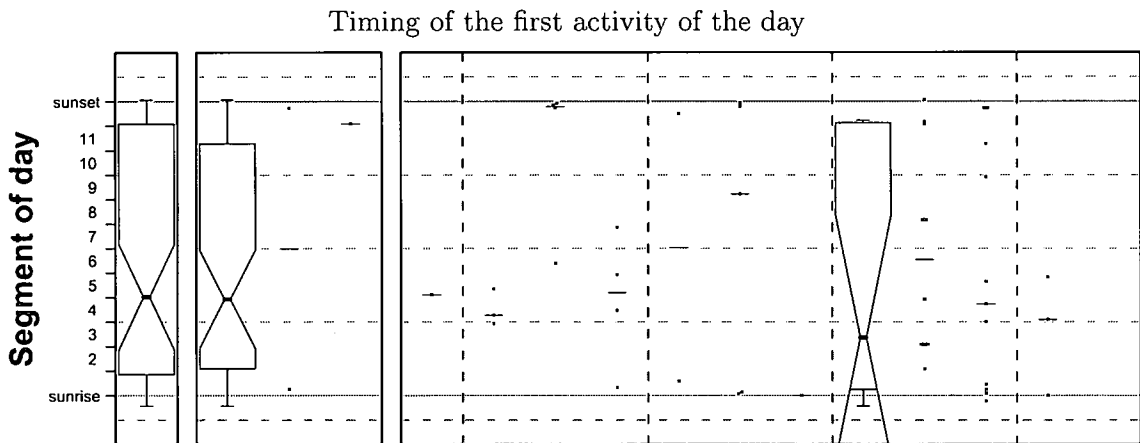 Timing of the first activity of the day
Segment of day
sunset
11
10
9
8
7
6
5
4
3
2
sunrise